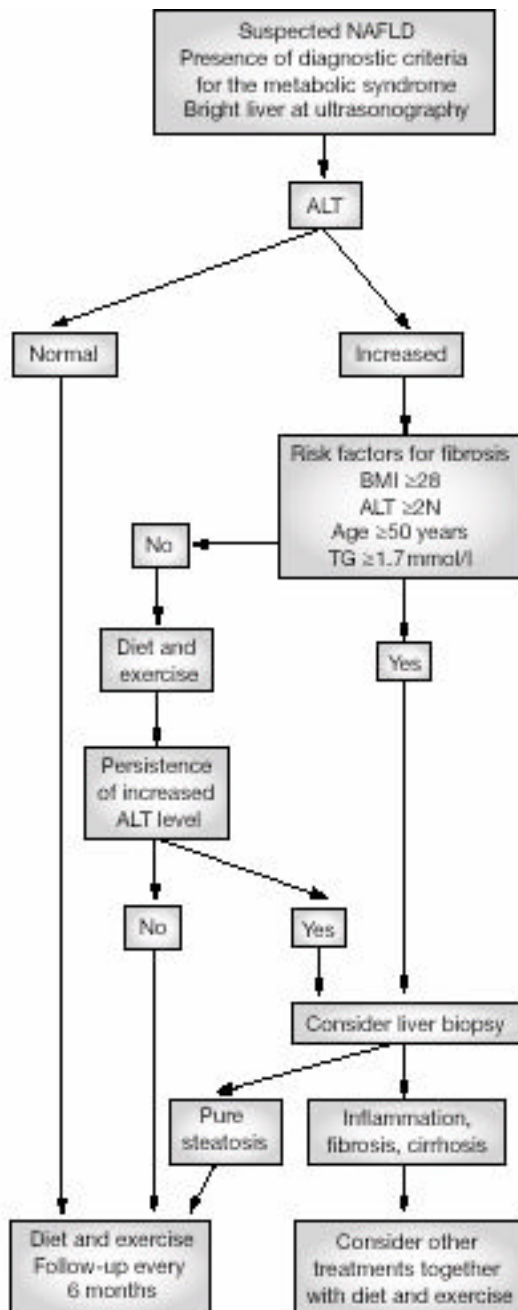 Suspected NAFLD
Presence of diagnostic criteria
for the metabolic syndrome
Bright liver at ultrasonography
ALT
Normal
Increased
Risk factors for fibrosis
BMI ≥28
ALT ≥2N
Age ≥50 years
TG ≥1.7 mmol/l
No
Diet and
exercise
Yes
Persistence
of increased
ALT level
No
Yes
Consider liver biopsy
Pure
steatosis
Inflammation,
fibrosis, cirrhosis
Diet and exercise
Follow-up every
6 months
Consider other
treatments together
with diet and exercise